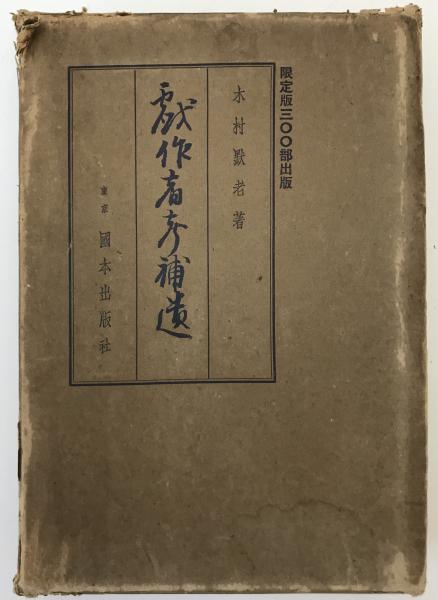 限定版三〇〇部出版
木村默老著
戯作者考補遺
東京 國本出版社